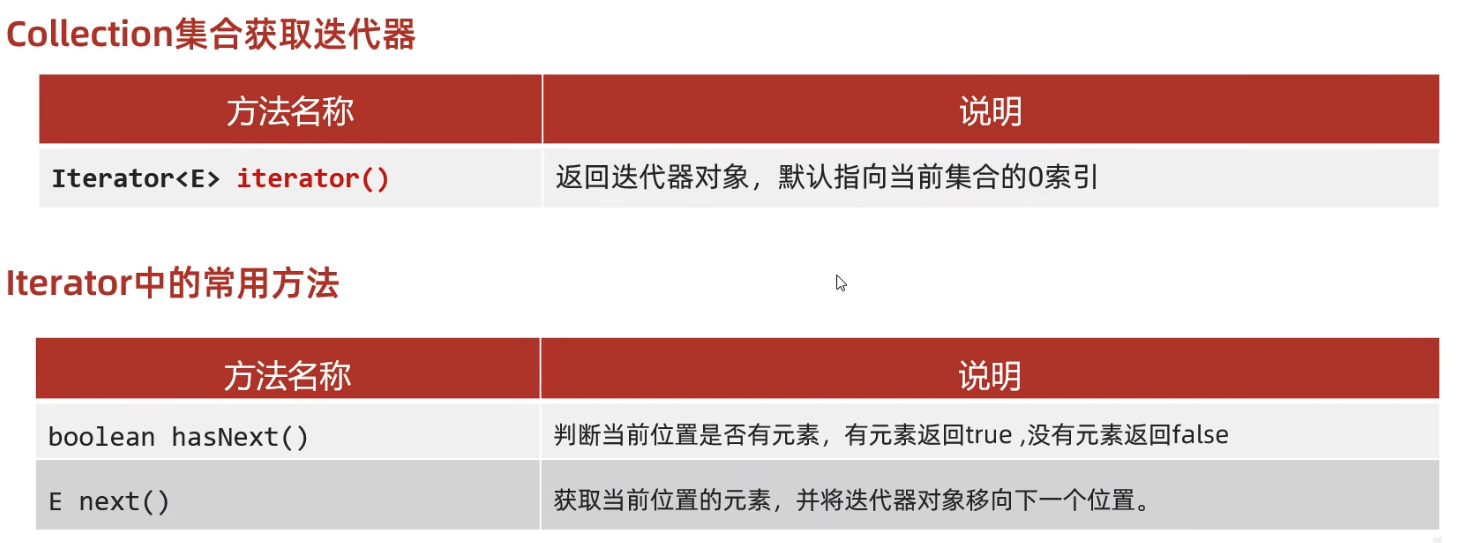 Collection集合获取迭代器
方法名称 说明
Iterator<E> iterator() 返回迭代器对象，默认指向当前集合的0索引
Iterator中的常用方法
方法名称 说明
boolean hasNext() 判断当前位置是否有元素，有元素返回true ,没有元素返回false
E next() 获取当前位置的元素，并将迭代器对象移向下一个位置。